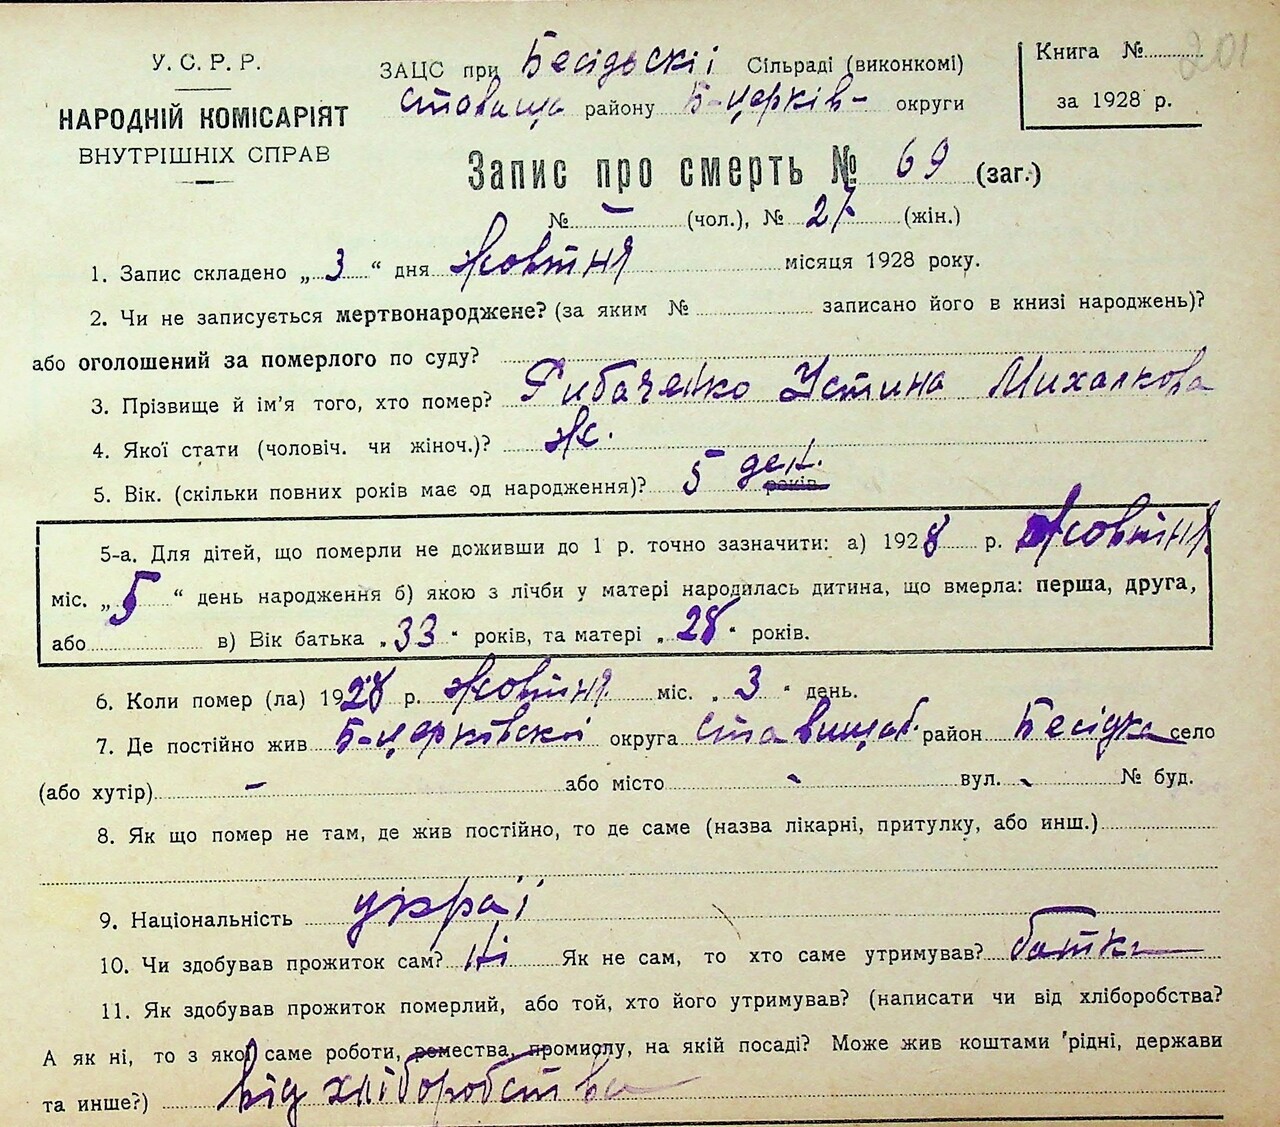 У. С. Р. Р.
НАРОДНІЙ КОМІСАРІЯТ
ВНУТРІШНІХ СПРАВ
ЗАЦС при Бесідьскії Сільраді (виконкомі)
Ставища району Б-церків- округи
Книга № 201
за 1928 р.
Запис про смерть № 69 (заг.)
№ - (чол.), № (жін.)
1. Запис складено „ 3 “ дня Жовтня місяця 1928 року.
2. Чи не записується мертвонароджене? (за яким № записано його в книзі народжень)?
або оголошений за померлого по суду?
3. Прізвище й ім'я того, хто помер? Рибаченко Устина Михалкова
4. Якої стати (чоловіч. чи жіноч.)? Ж.
5. Вік. (скільки повних років має од народження)? 5 ден. років
5-а. Для дітей, що померли не доживши до 1 р. точно зазначити: а) 1928 р. Жовтня
міс. „ 5 “ день народження б) якою з лічби у матері народилась дитина, що вмерла: перша, друга,
або в) Вік батька „ 33 “ років, та матері „ 28 “ років.
6. Коли помер (ла) 1928 р. Жовтня міс. „ 3 “ день.
7. Де постійно жив Б-церківскої округа Ставищ район Бесідка село
(або хутір) - або місто - вул. - № буд.
8. Як що помер не там, де жив постійно, то де саме (назва лікарні, притулку, або инш.)
9. Національність украї
10. Чи здобував прожиток сам? Ні Як не сам, то хто саме утримував? батьки
11. Як здобував прожиток померлий, або той, хто його утримував? (написати чи від хліборобства?
А як ні, то з якої саме роботи, ремества, промислу, на якій посаді? Може жив коштами рідні, держави
та инше?) від хліборобства